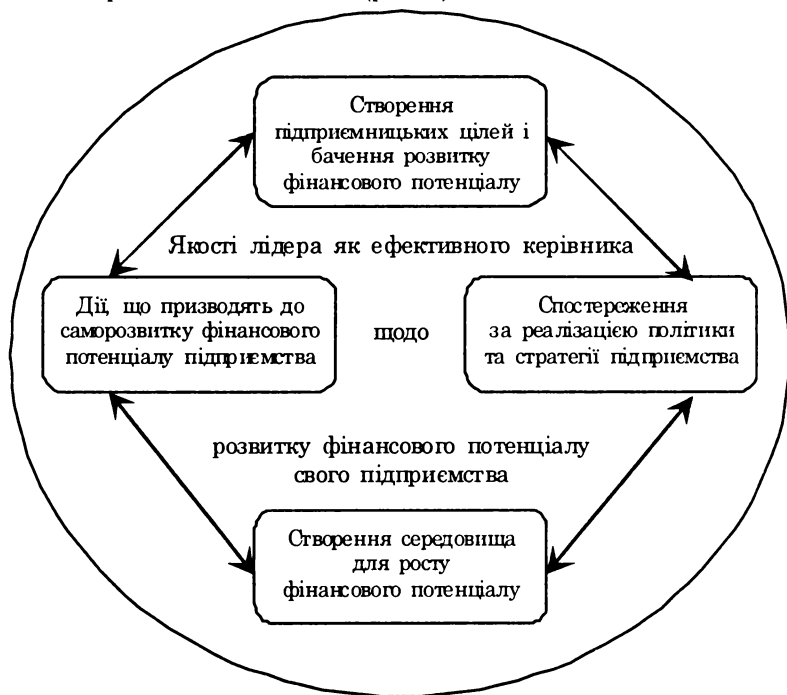 Створення
підприємницьких цілей і
бачення розвитку
фінансового потенціалу
Якості лідера як ефективного керівника
Дії, що призводять до
саморозвитку фінансового
потенціалу підприємства
щодо
Спостереження
за реалізацією політики
та стратегії підприємства
розвитку фінансового потенціалу
свого підприємства
Створення середовища
для росту
фінансового потенціалу